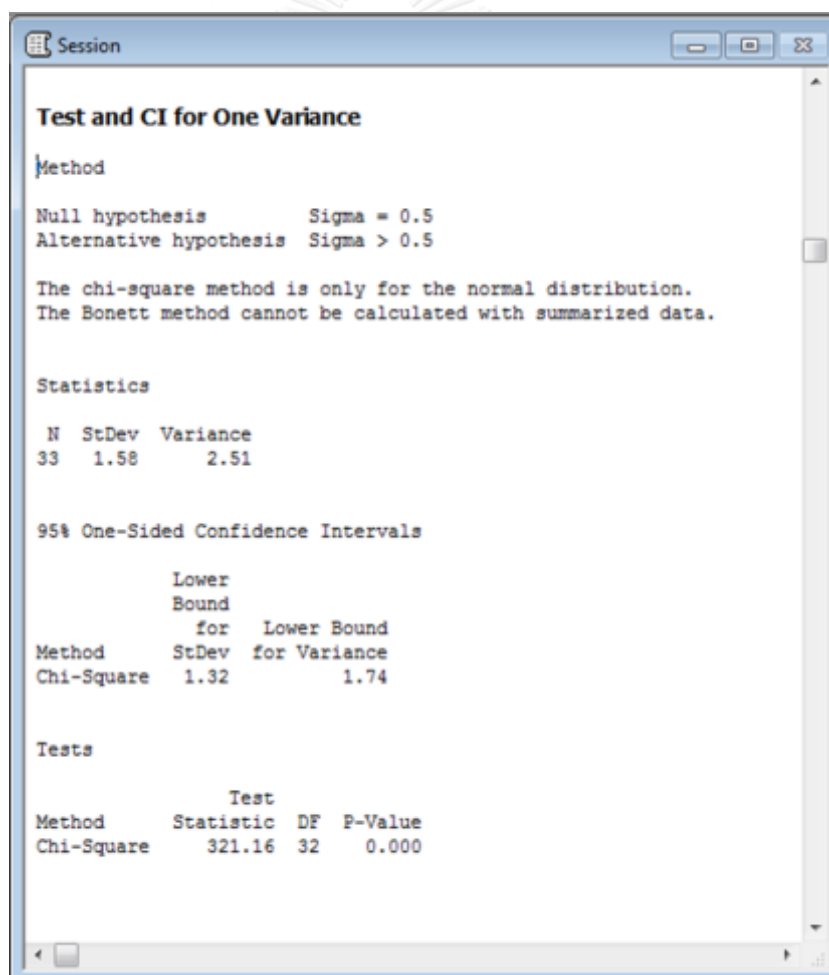 Session
Test and CI for One Variance
Method
Null hypothesis Sigma = 0.5
Alternative hypothesis Sigma > 0.5
The chi-square method is only for the normal distribution.
The Bonett method cannot be calculated with summarized data.
Statistics
N StDev Variance
33 1.58 2.51
95% One-Sided Confidence Intervals
Lower
Bound
for Lower Bound
Method StDev for Variance
Chi-Square 1.32 1.74
Tests
Test
Method Statistic DF P-Value
Chi-Square 321.16 32 0.000